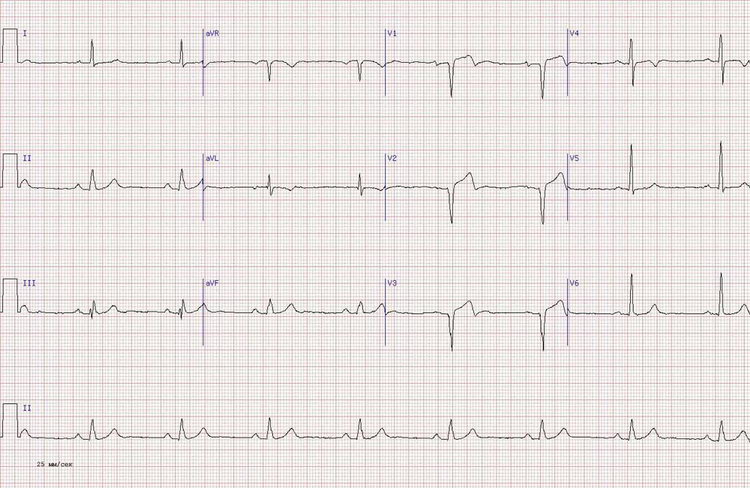 I aVR V1 V4
II aVL V2 V5
III aVF V3 V6
II
25 мм/сек